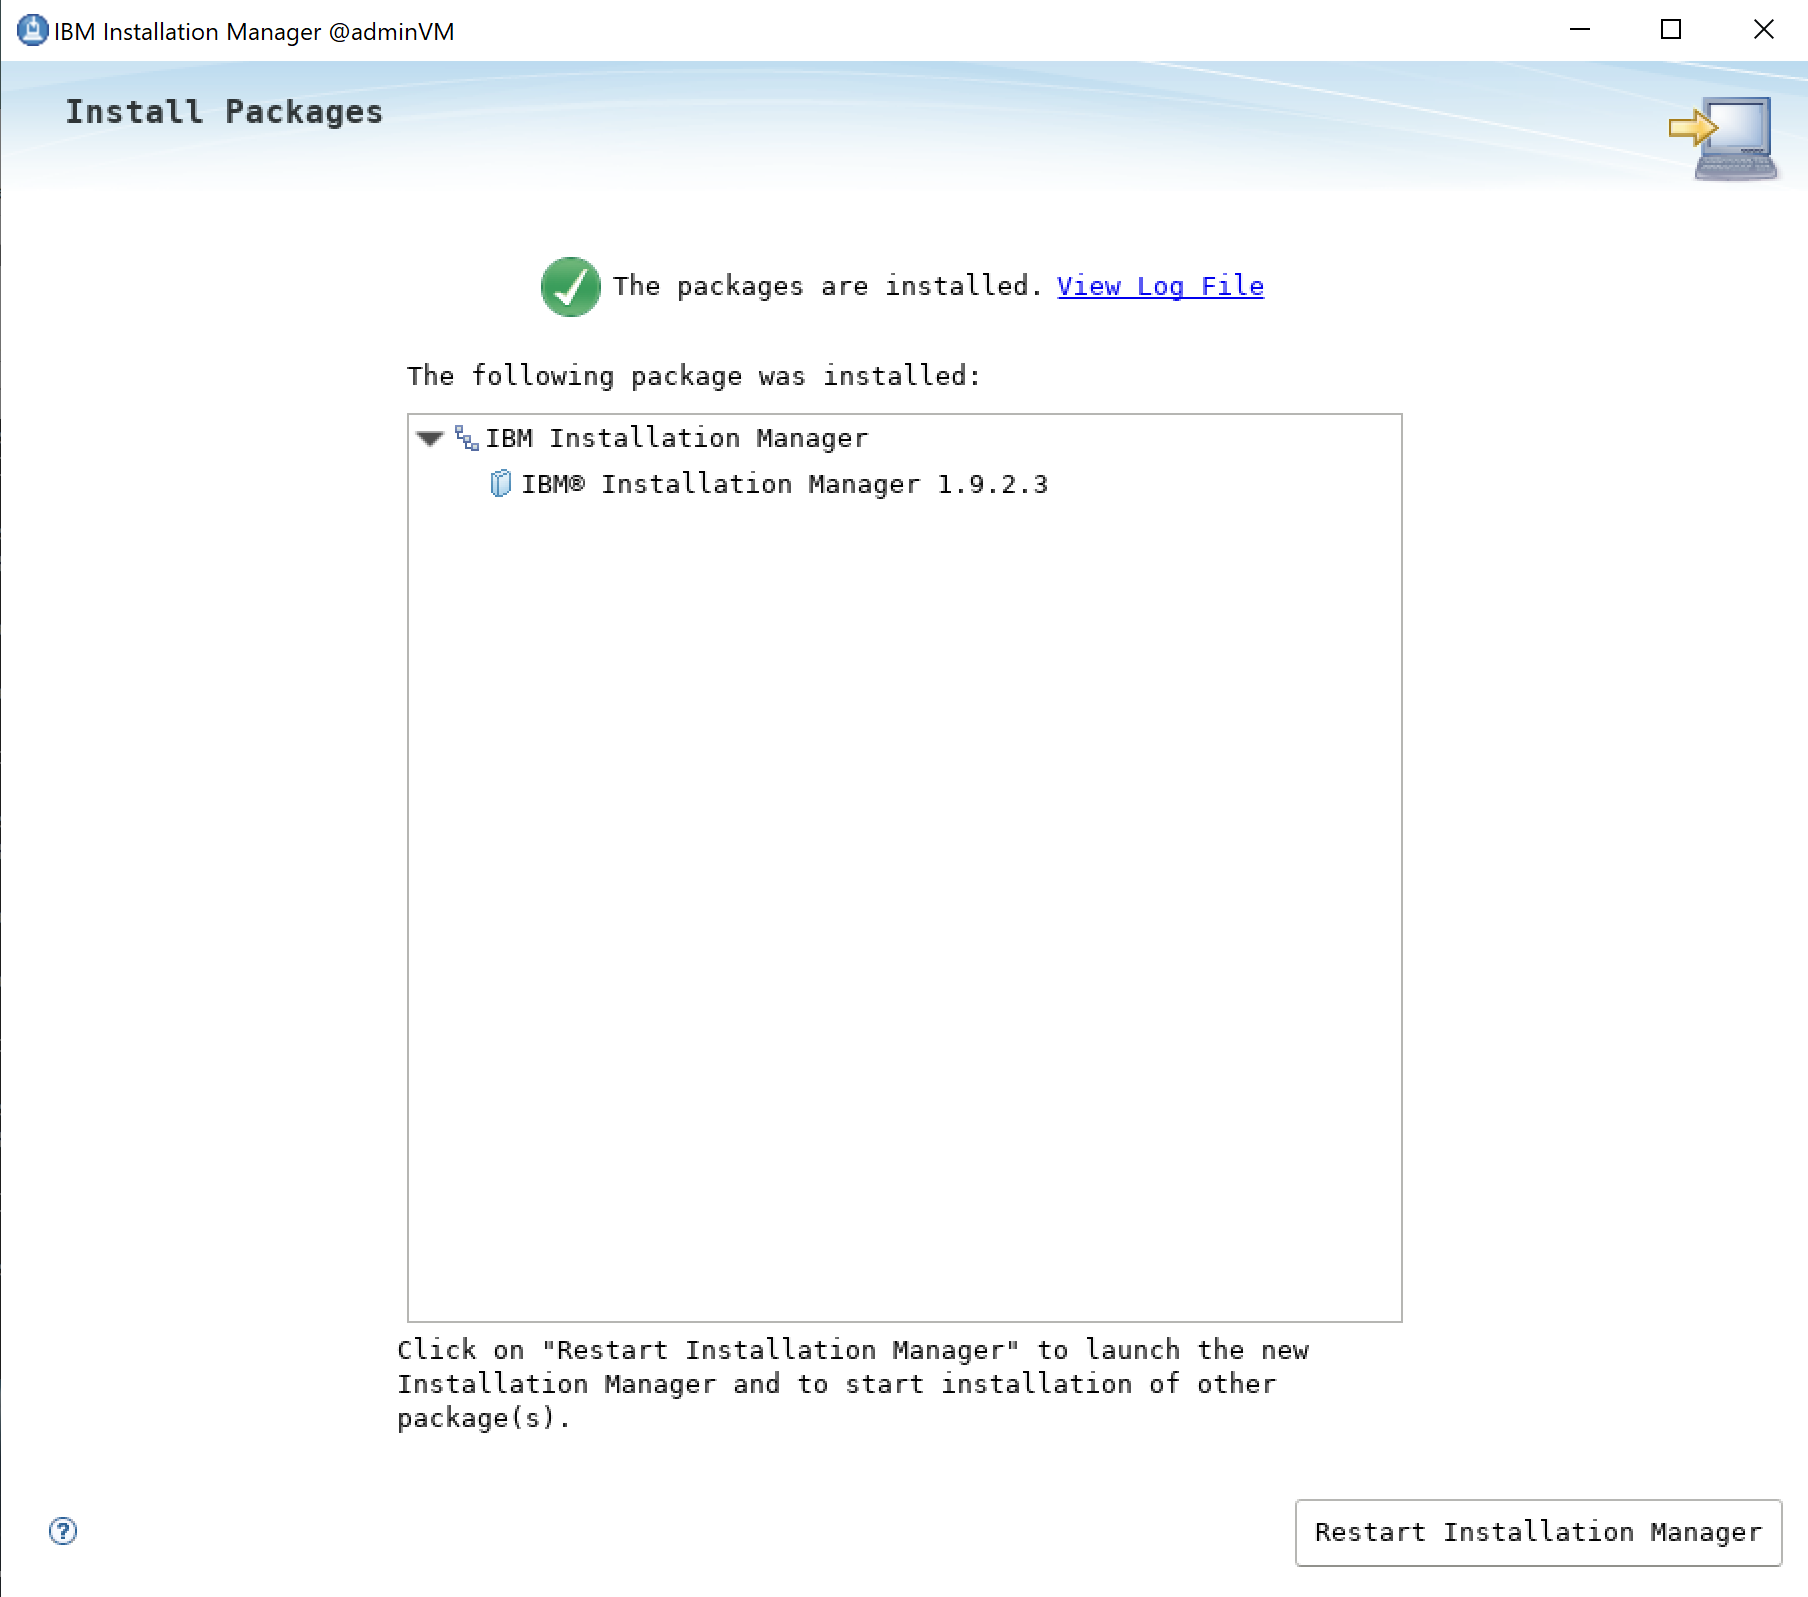 IBM Installation Manager @adminVM
Install Packages
The packages are installed. View Log File
The following package was installed:
IBM Installation Manager
IBM® Installation Manager 1.9.2.3
Click on "Restart Installation Manager" to launch the new
Installation Manager and to start installation of other
package(s).
?
Restart Installation Manager